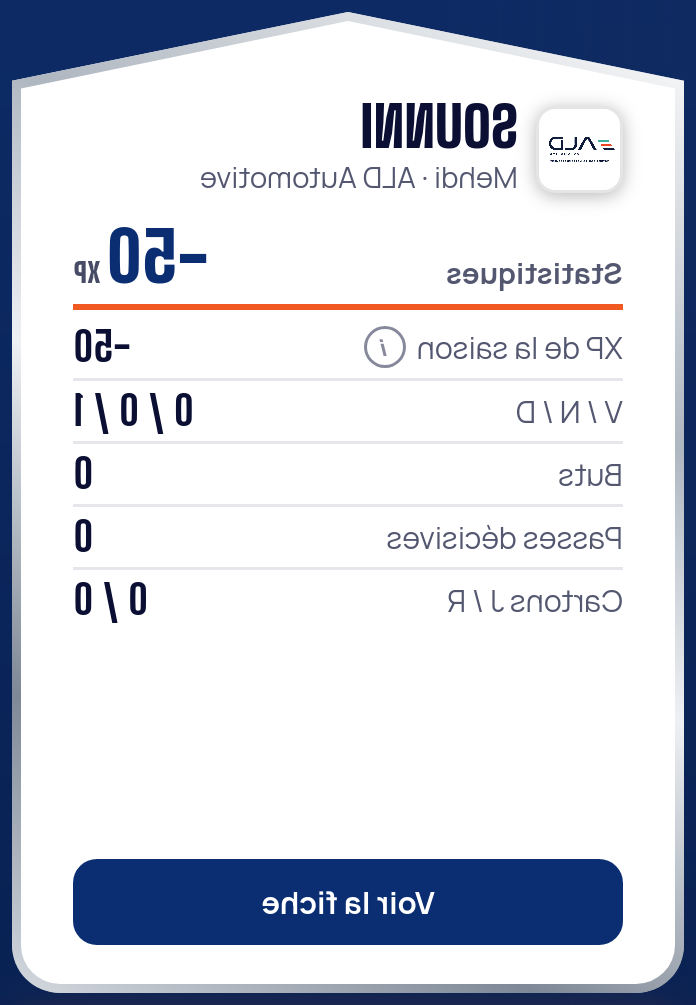 ALD
SOUNNI
Mehdi · ALD Automotive
Statistiques
-50 XP
XP de la saison i
-50
V / N / D
0 / 0 / 1
Buts
0
Passes décisives
0
Cartons J / R
0 / 0
Voir la fiche